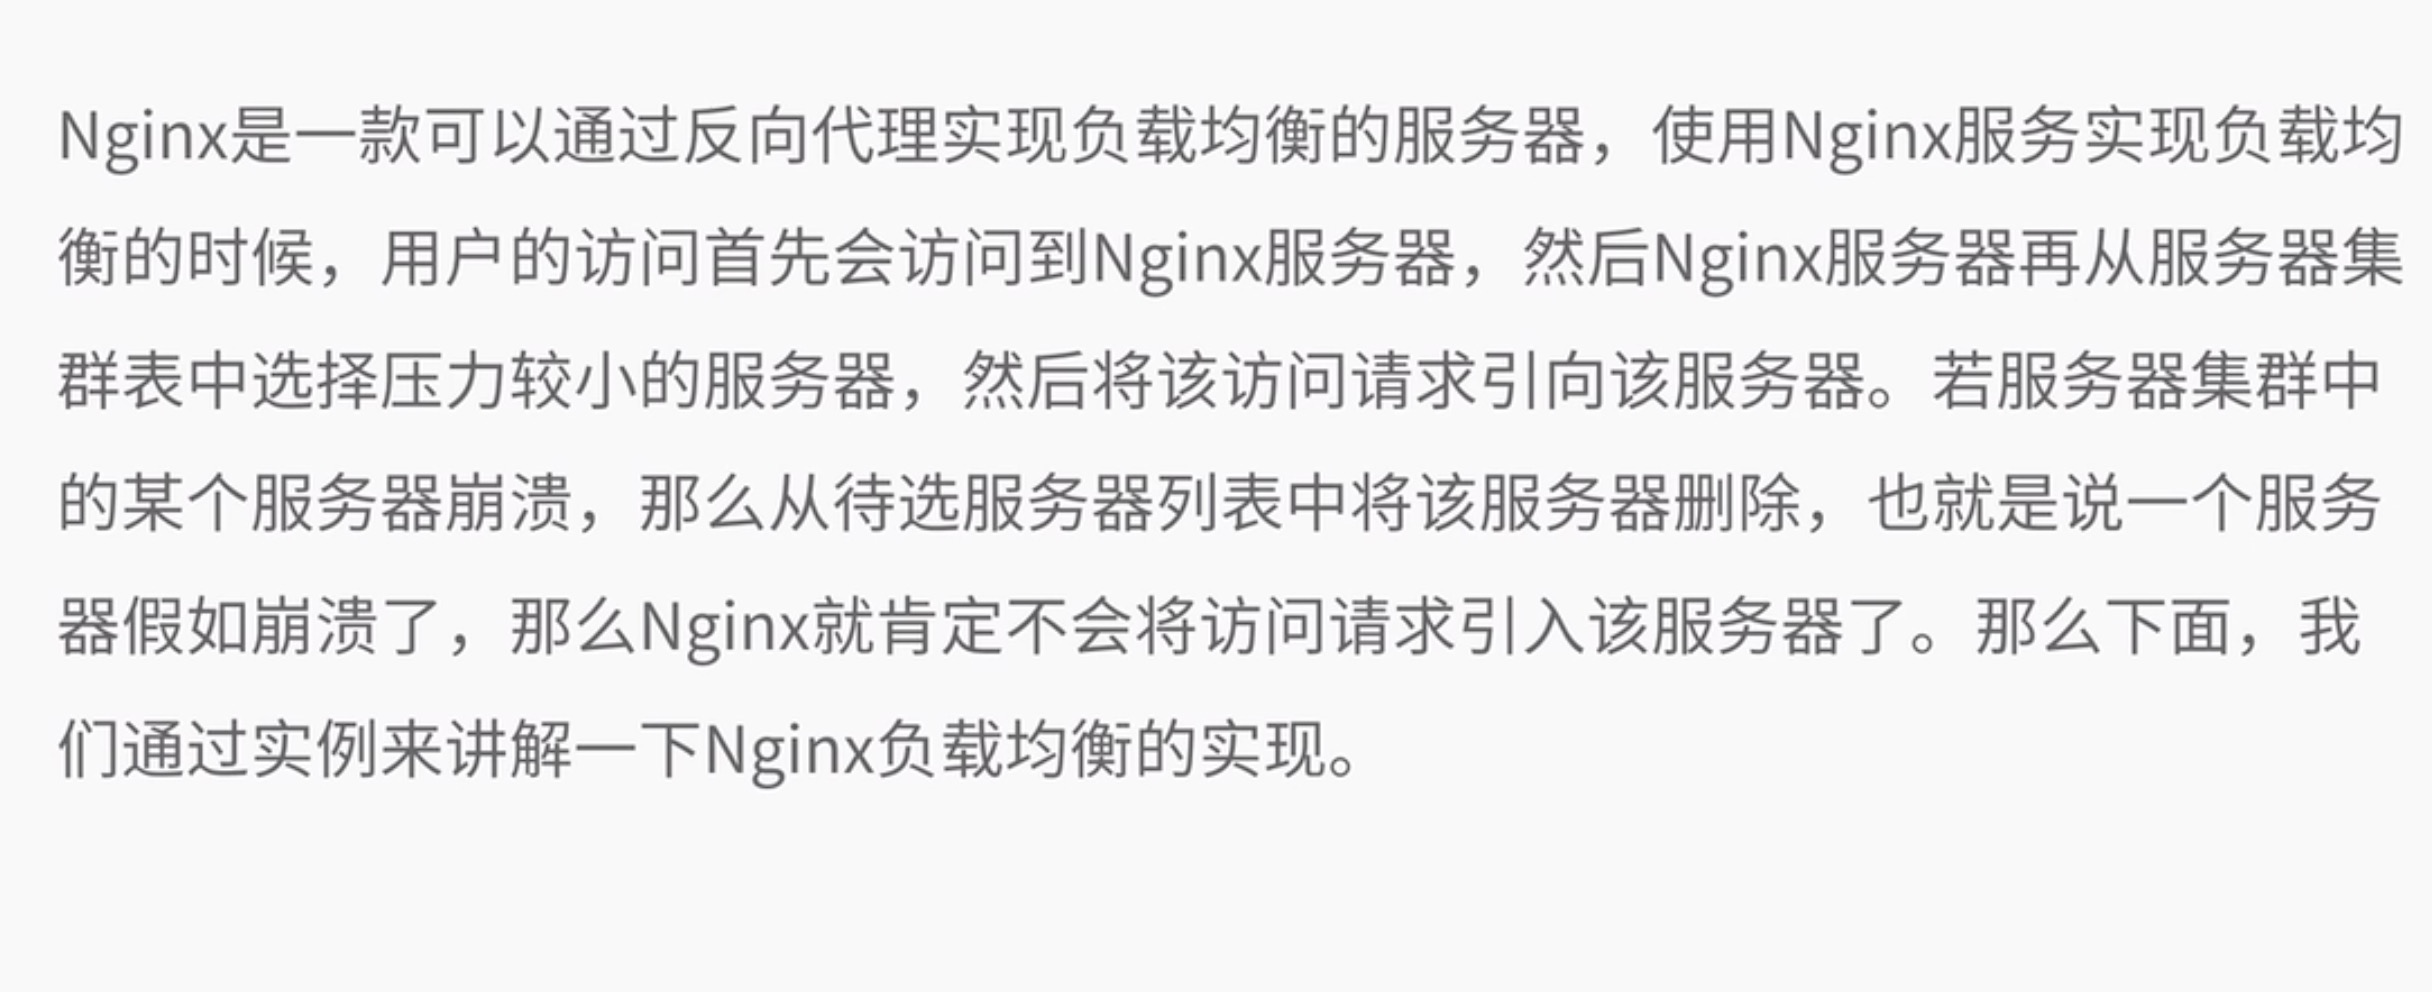 Nginx是一款可以通过反向代理实现负载均衡的服务器，使用Nginx服务实现负载均
衡的时候，用户的访问首先会访问到Nginx服务器，然后Nginx服务器再从服务器集
群表中选择压力较小的服务器，然后将该访问请求引向该服务器。若服务器集群中
的某个服务器崩溃，那么从待选服务器列表中将该服务器删除，也就是说一个服务
器假如崩溃了，那么Nginx就肯定不会将访问请求引入该服务器了。那么下面，我
们通过实例来讲解一下Nginx负载均衡的实现。